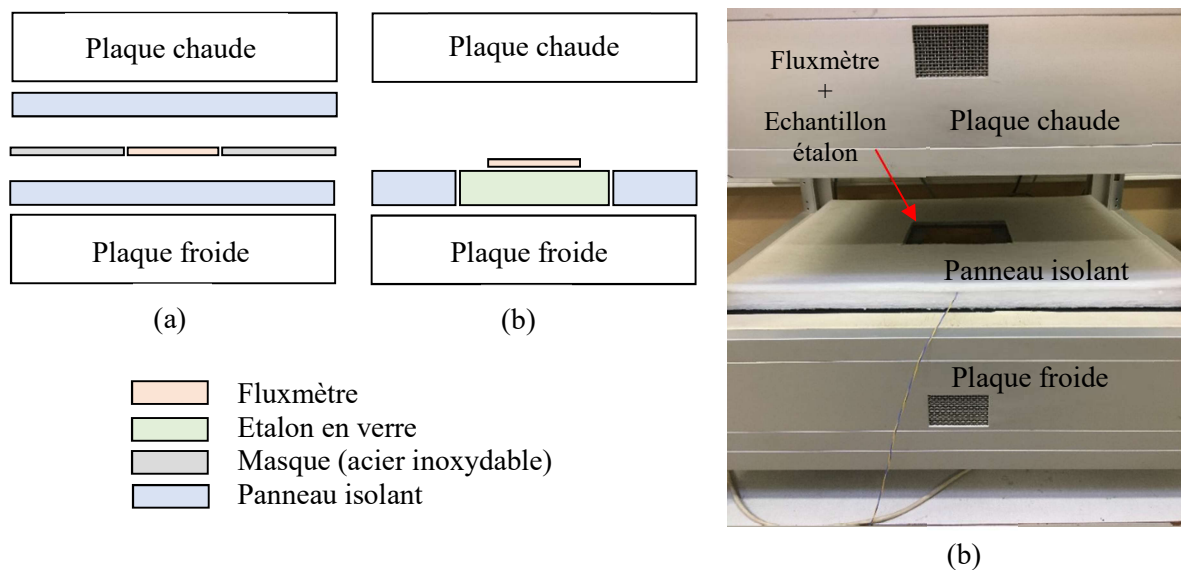 Plaque chaude
Plaque froide
(a)
Plaque chaude
Plaque froide
(b)
Fluxmètre
Etalon en verre
Masque (acier inoxydable)
Panneau isolant
Fluxmètre
+
Echantillon
étalon
Plaque chaude
Panneau isolant
Plaque froide
(b)